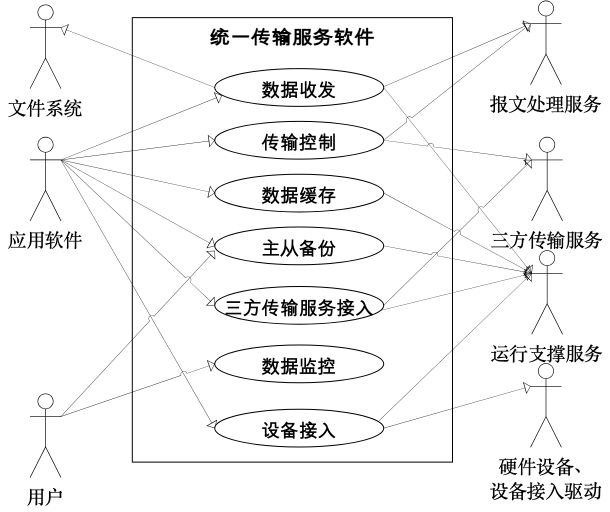 统一传输服务软件
文件系统
数据收发
报文处理服务
传输控制
应用软件
数据缓存
三方传输服务
主从备份
三方传输服务接入
运行支撑服务
数据监控
用户
设备接入
硬件设备、
设备接入驱动